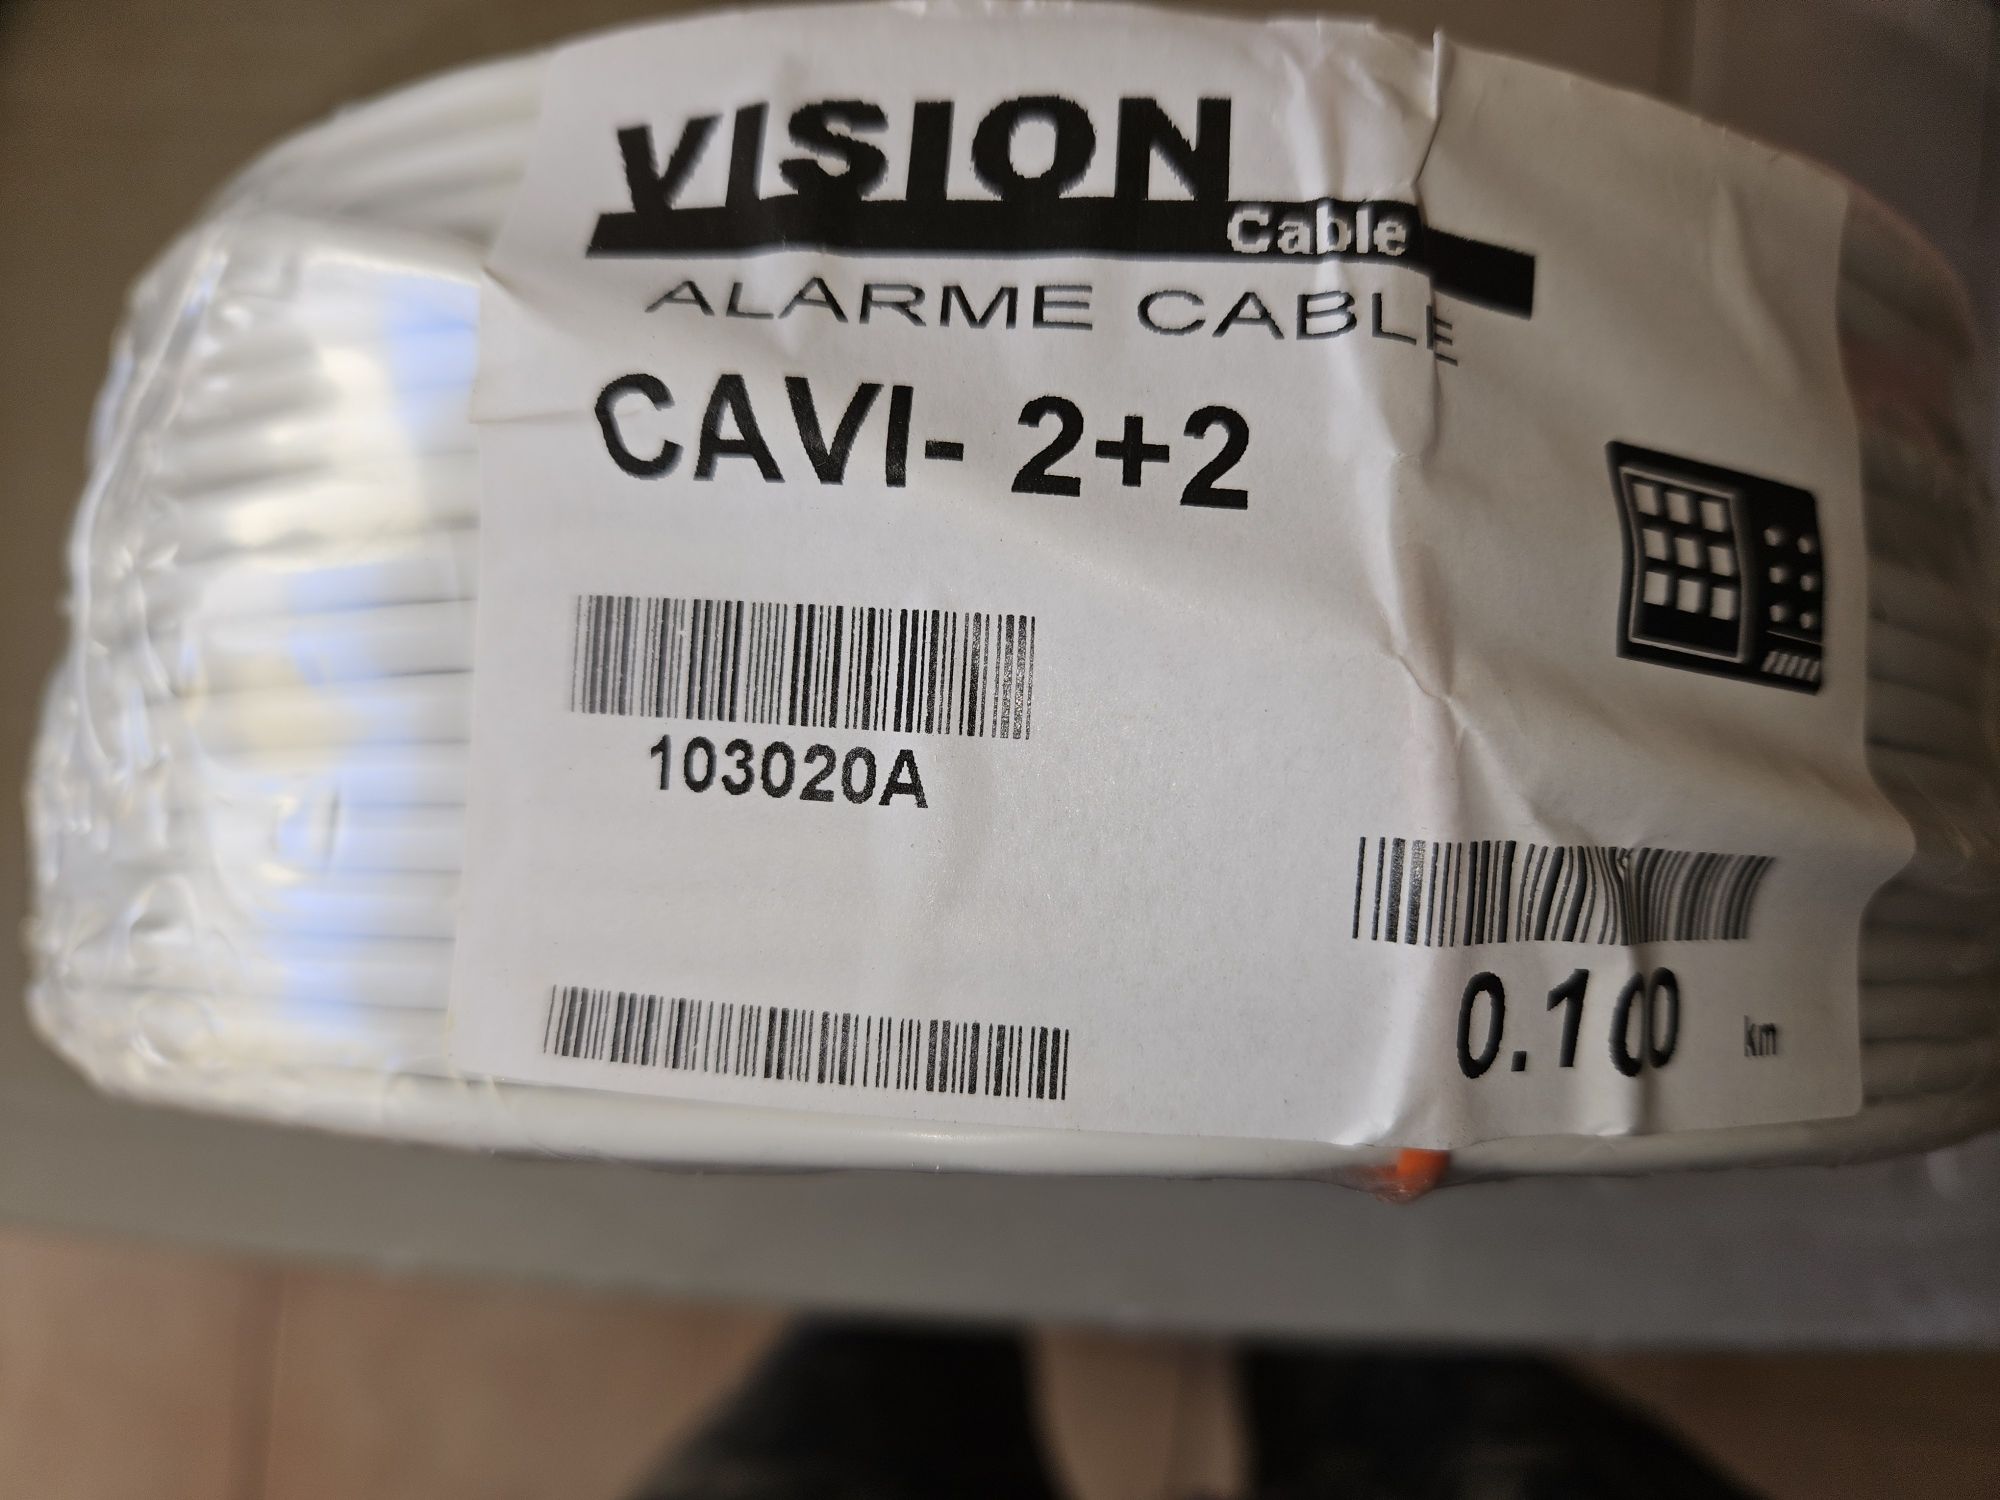 VISION
Cable
ALARME CABLE
CAVI- 2+2
103020A
0.100 km